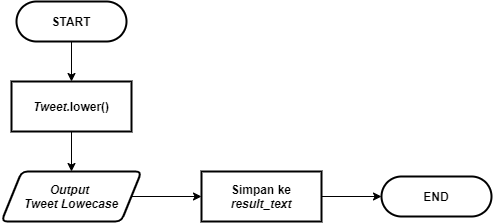 START
Tweet.lower()
Output
Tweet Lowecase
Simpan ke
result_text
END